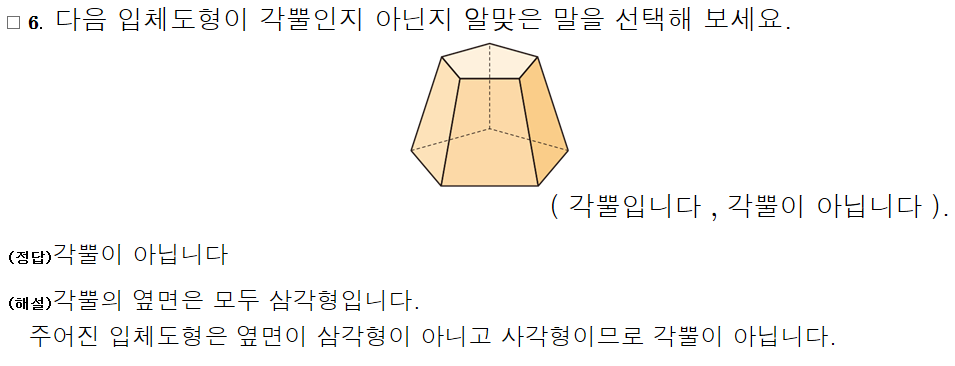 □ 6. 다음 입체도형이 각뿔인지 아닌지 알맞은 말을 선택해 보세요.
( 각뿔입니다 , 각뿔이 아닙니다 ).
(정답)각뿔이 아닙니다
(해설)각뿔의 옆면은 모두 삼각형입니다.
주어진 입체도형은 옆면이 삼각형이 아니고 사각형이므로 각뿔이 아닙니다.